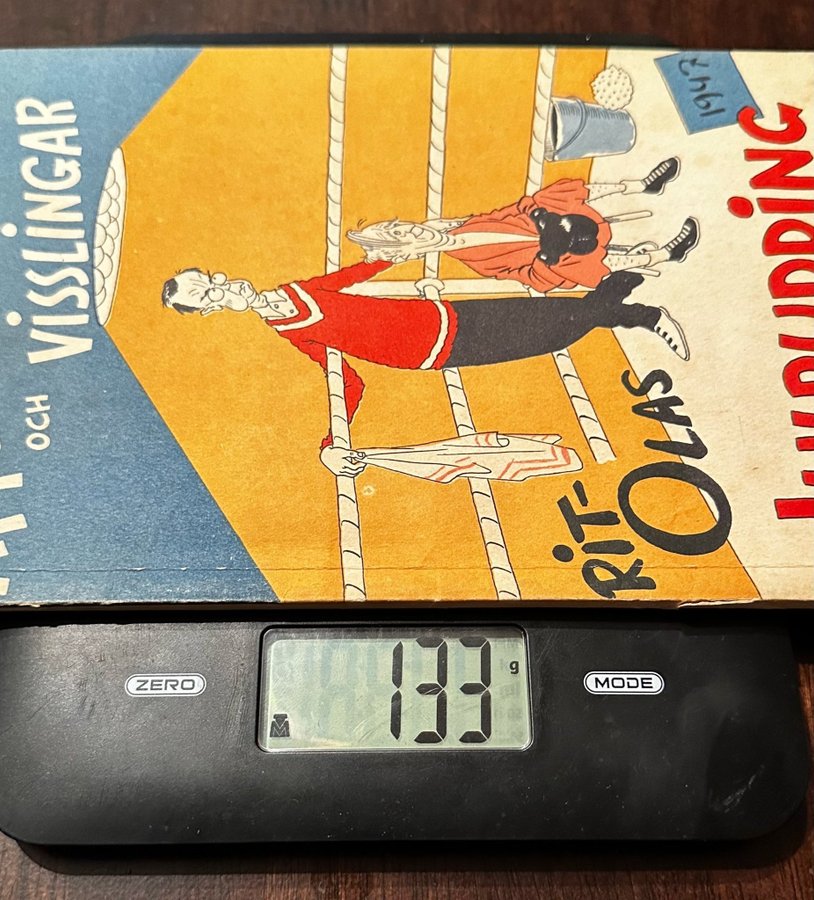 OCH
VISSLINGAR
1947
RIT-
OLAS
ZERO
133 g
MODE